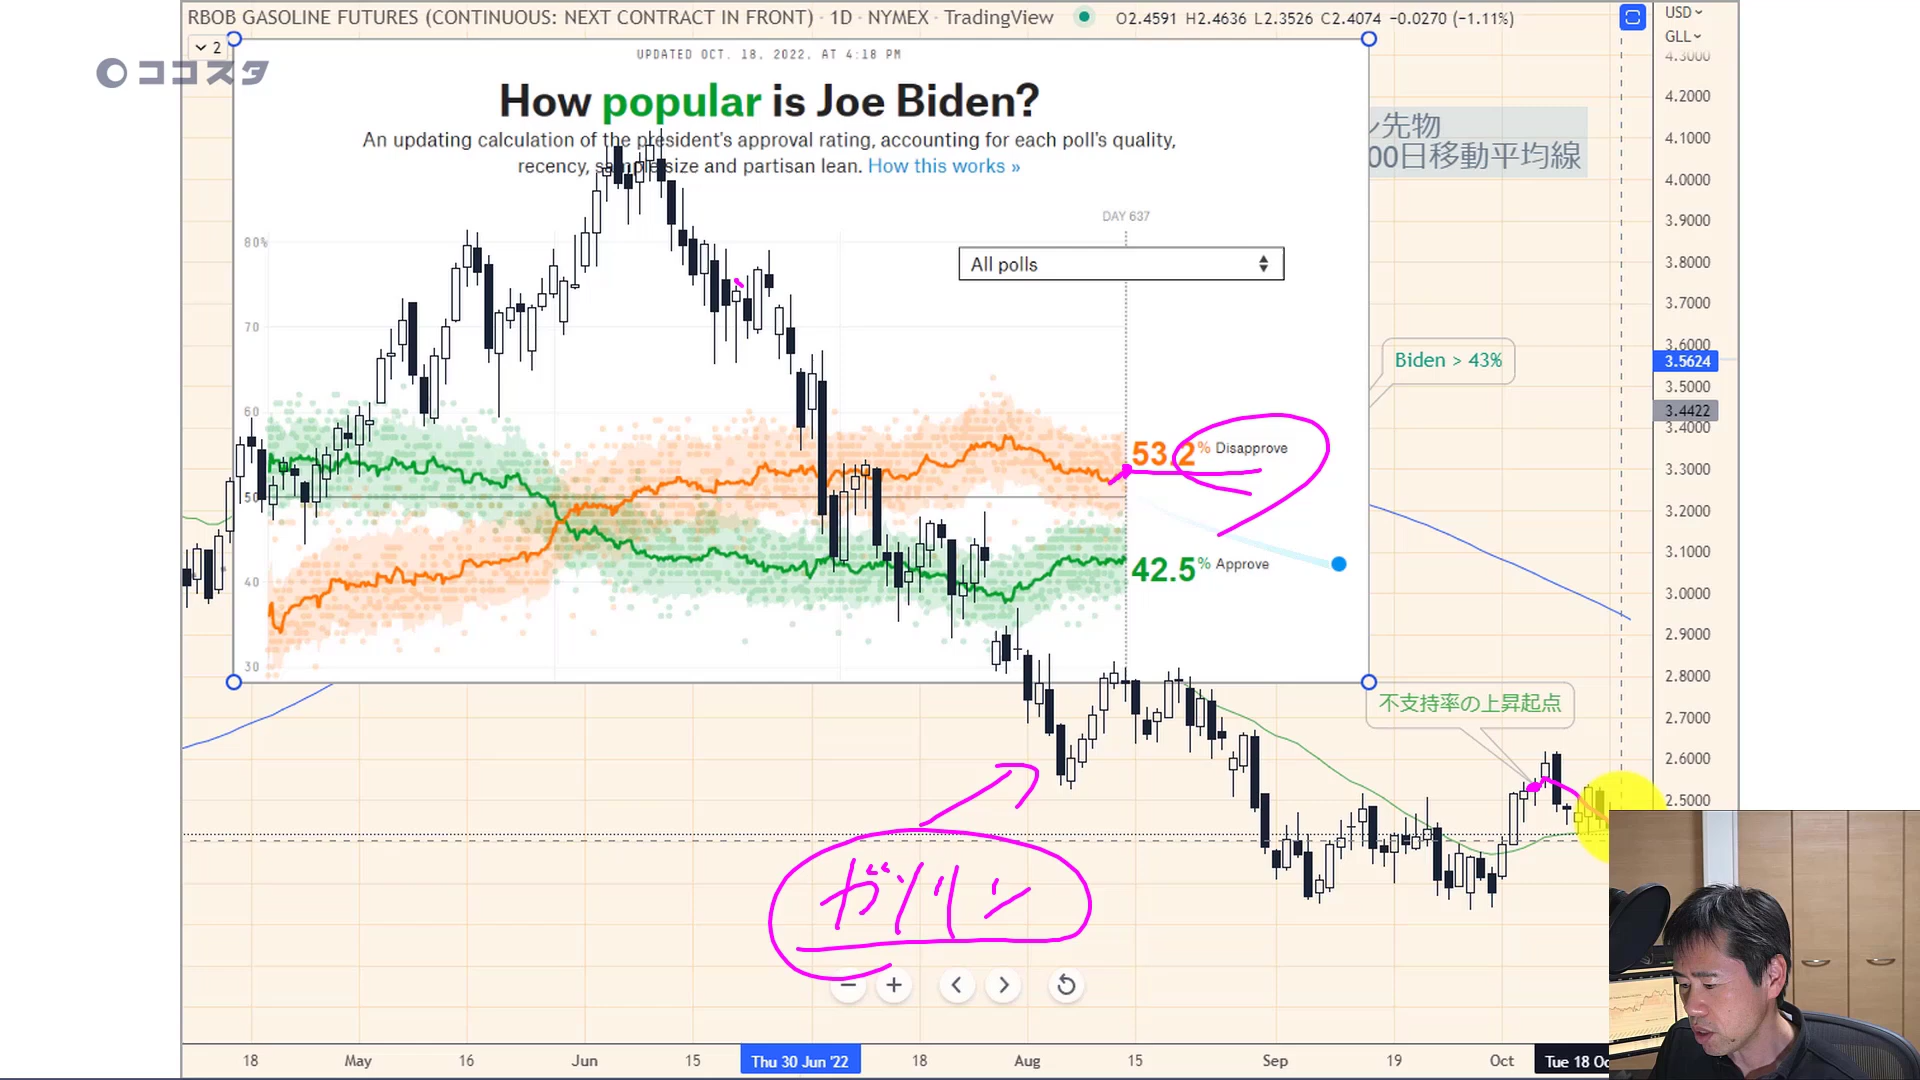 RBOB GASOLINE FUTURES (CONTINUOUS: NEXT CONTRACT IN FRONT) · 1D · NYMEX · TradingView O2.4591 H2.4636 L2.3526 C2.4074 −0.0270 (−1.11%)
USD
GLL
2
ココスタ
UPDATED OCT. 18, 2022, AT 4:18 PM
How popular is Joe Biden?
An updating calculation of the president's approval rating, accounting for each poll's quality,
recency, sample size and partisan lean. How this works »
ン先物
00日移動平均線
DAY 637
All polls
80%
70
60
50
40
30
Biden > 43%
53.2% Disapprove
42.5% Approve
不支持率の上昇起点
ガソリン
4.3000
4.2000
4.1000
4.0000
3.9000
3.8000
3.7000
3.6000
3.5624
3.5000
3.4422
3.4000
3.3000
3.2000
3.1000
3.0000
2.9000
2.8000
2.7000
2.6000
2.5000
18 May 16 Jun 15 Thu 30 Jun '22 18 Aug 15 Sep 19 Oct Tue 18 Oc